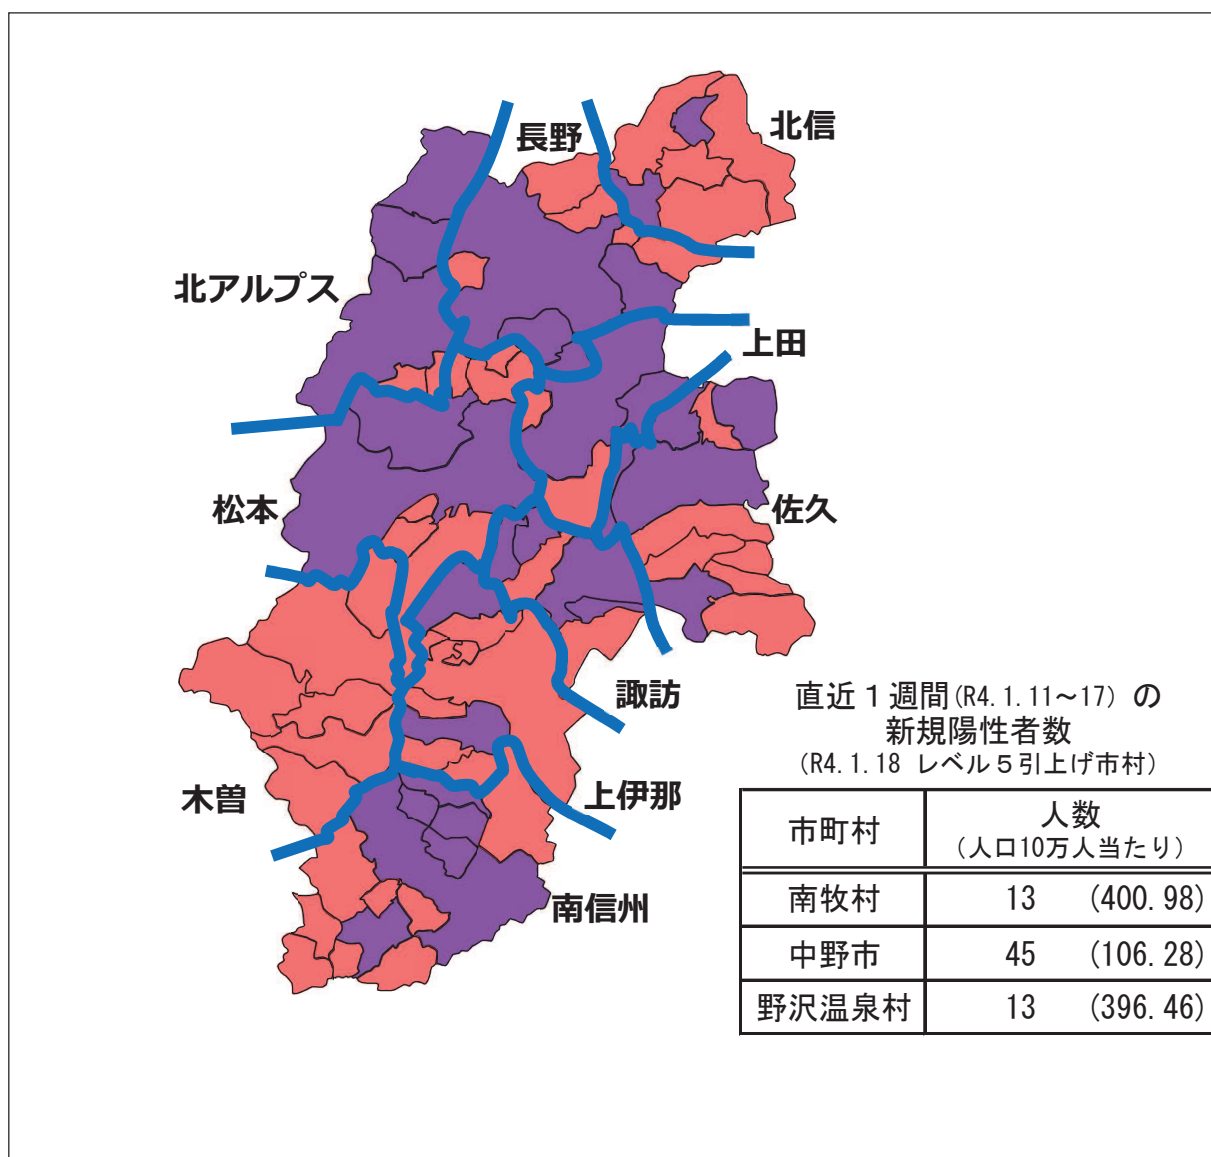 長野
北信
北アルプス
上田
松本
佐久
諏訪
木曽
上伊那
南信州
直近1週間(R4.1.11～17)の
新規陽性者数
(R4.1.18 レベル5引上げ市村)
市町村 人数
(人口10万人当たり)
南牧村 13 (400.98)
中野市 45 (106.28)
野沢温泉村 13 (396.46)